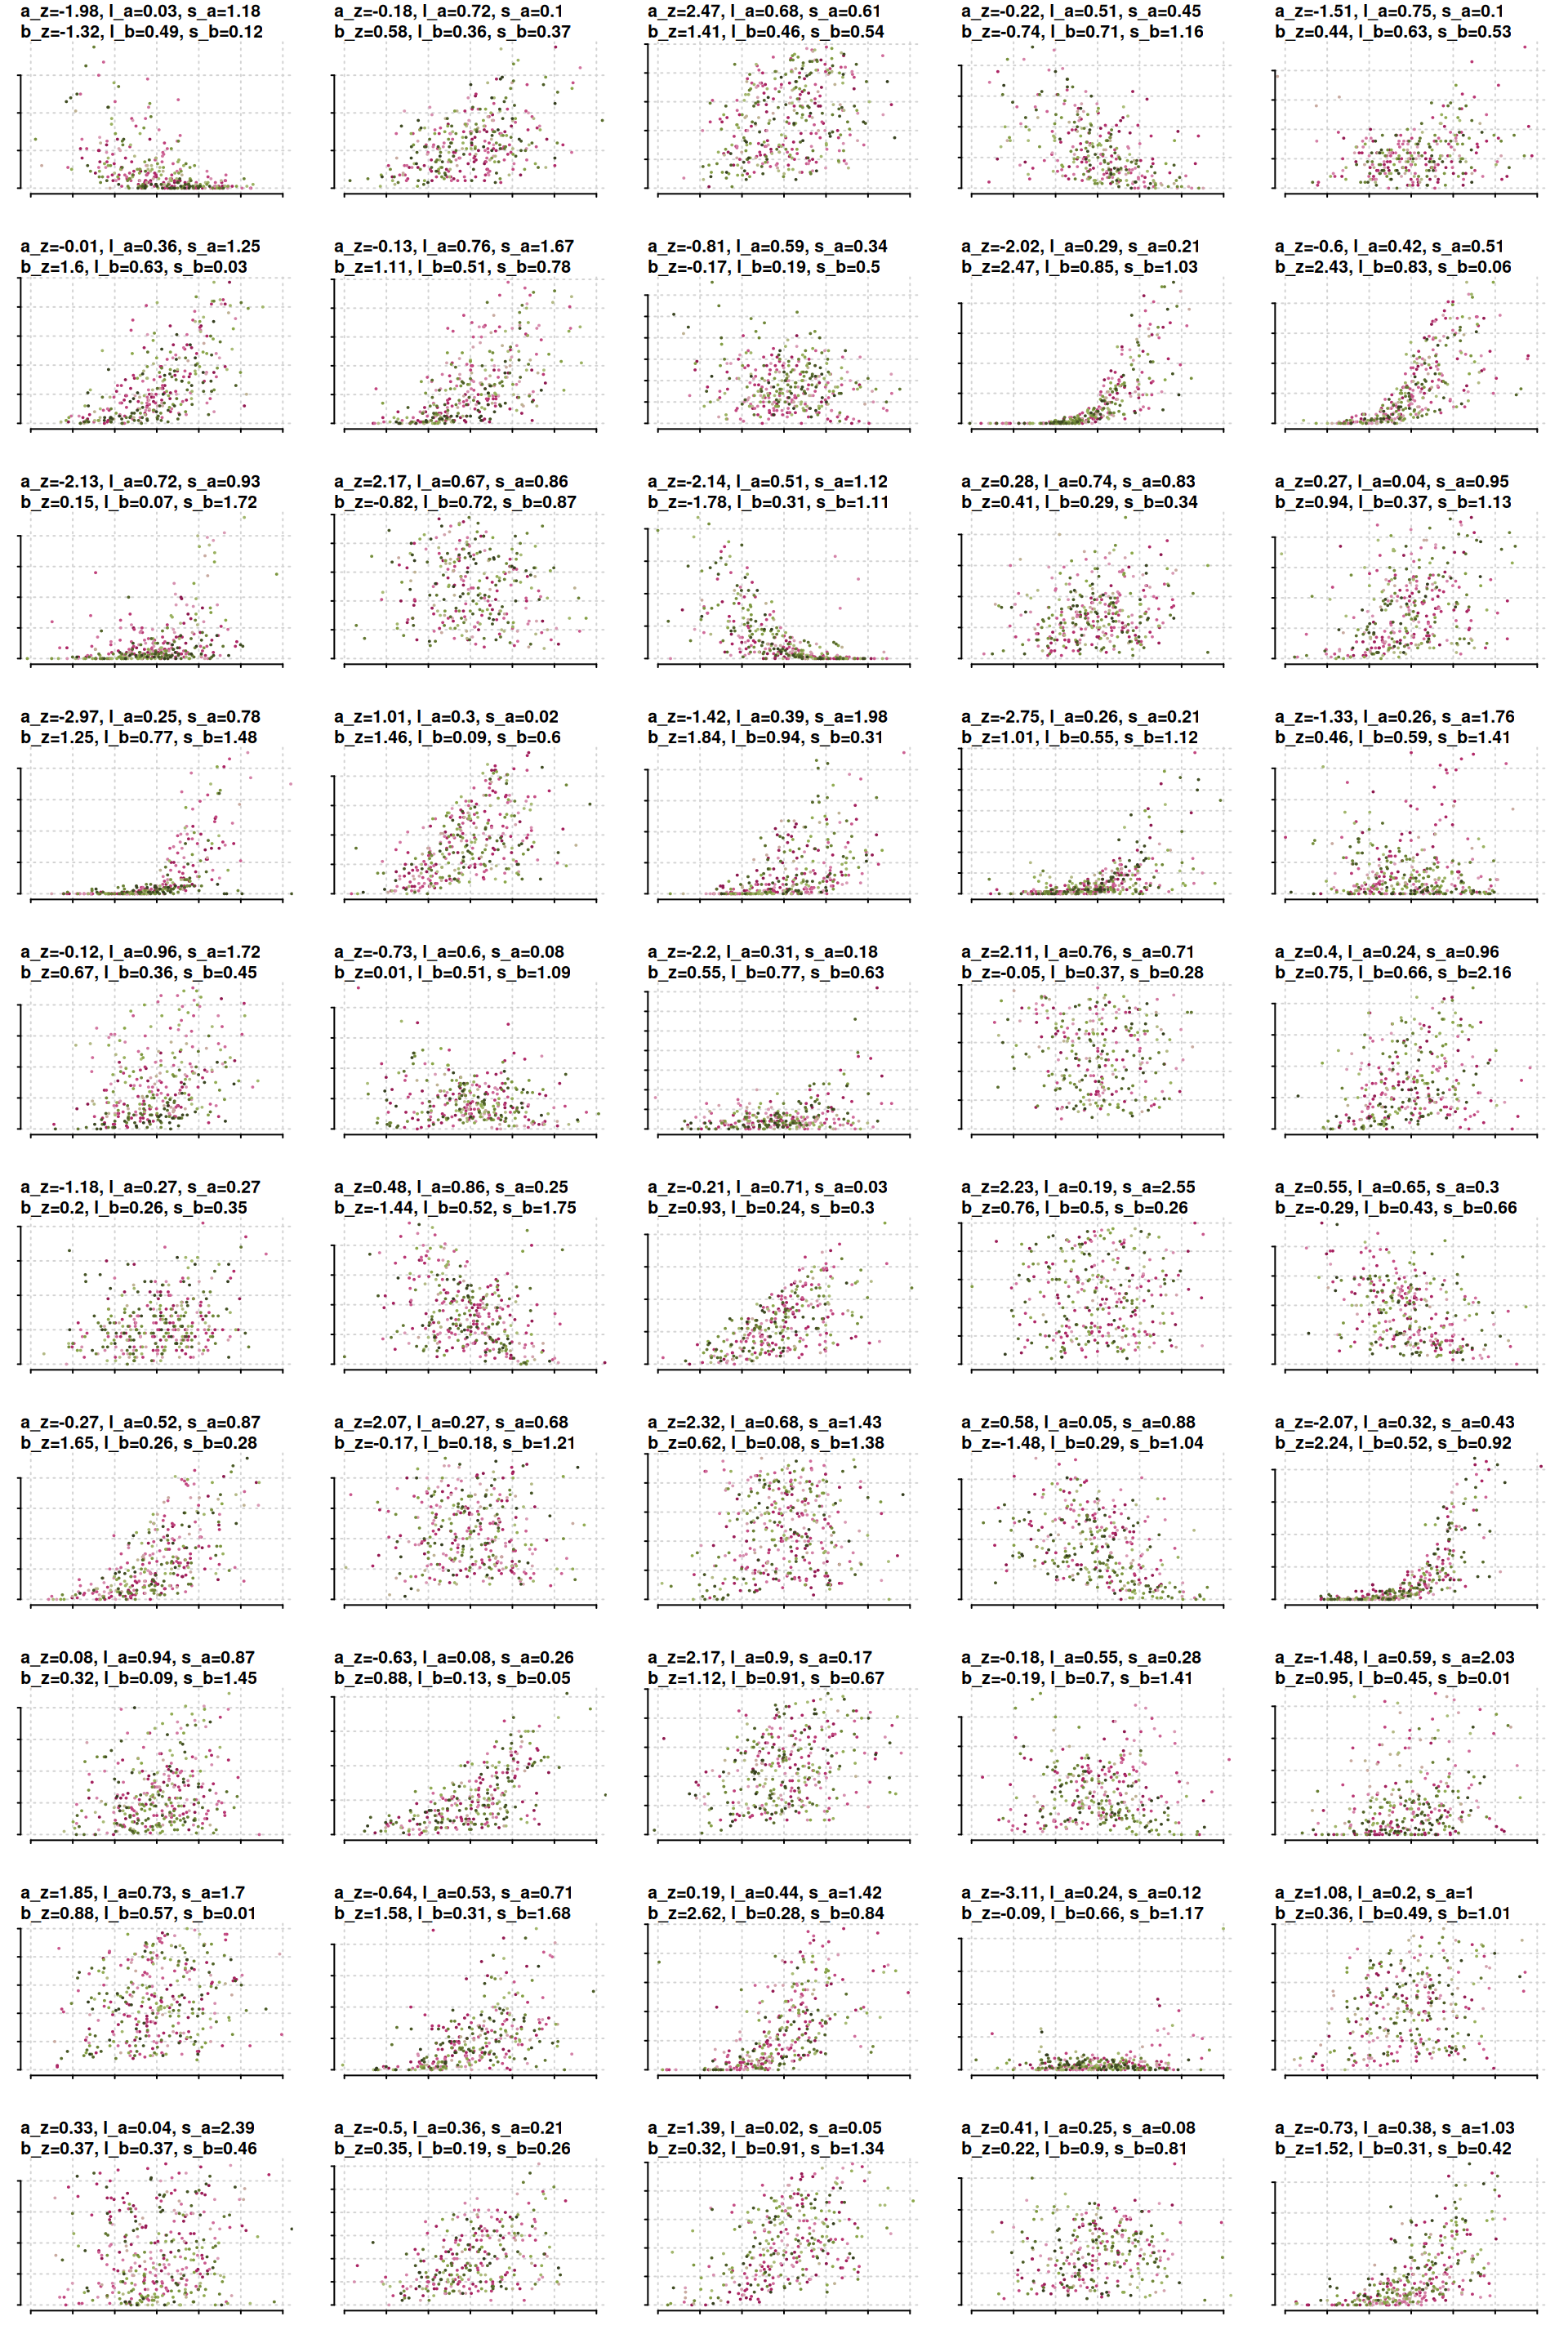 a_z=-1.98, l_a=0.03, s_a=1.18
b_z=-1.32, l_b=0.49, s_b=0.12
a_z=-0.18, l_a=0.72, s_a=0.1
b_z=0.58, l_b=0.36, s_b=0.37
a_z=2.47, l_a=0.68, s_a=0.61
b_z=1.41, l_b=0.46, s_b=0.54
a_z=-0.22, l_a=0.51, s_a=0.45
b_z=-0.74, l_b=0.71, s_b=1.16
a_z=-1.51, l_a=0.75, s_a=0.1
b_z=0.44, l_b=0.63, s_b=0.53
a_z=-0.01, l_a=0.36, s_a=1.25
b_z=1.6, l_b=0.63, s_b=0.03
a_z=-0.13, l_a=0.76, s_a=1.67
b_z=1.11, l_b=0.51, s_b=0.78
a_z=-0.81, l_a=0.59, s_a=0.34
b_z=-0.17, l_b=0.19, s_b=0.5
a_z=-2.02, l_a=0.29, s_a=0.21
b_z=2.47, l_b=0.85, s_b=1.03
a_z=-0.6, l_a=0.42, s_a=0.51
b_z=2.43, l_b=0.83, s_b=0.06
a_z=-2.13, l_a=0.72, s_a=0.93
b_z=0.15, l_b=0.07, s_b=1.72
a_z=2.17, l_a=0.67, s_a=0.86
b_z=-0.82, l_b=0.72, s_b=0.87
a_z=-2.14, l_a=0.51, s_a=1.12
b_z=-1.78, l_b=0.31, s_b=1.11
a_z=0.28, l_a=0.74, s_a=0.83
b_z=0.41, l_b=0.29, s_b=0.34
a_z=0.27, l_a=0.04, s_a=0.95
b_z=0.94, l_b=0.37, s_b=1.13
a_z=-2.97, l_a=0.25, s_a=0.78
b_z=1.25, l_b=0.77, s_b=1.48
a_z=1.01, l_a=0.3, s_a=0.02
b_z=1.46, l_b=0.09, s_b=0.6
a_z=-1.42, l_a=0.39, s_a=1.98
b_z=1.84, l_b=0.94, s_b=0.31
a_z=-2.75, l_a=0.26, s_a=0.21
b_z=1.01, l_b=0.55, s_b=1.12
a_z=-1.33, l_a=0.26, s_a=1.76
b_z=0.46, l_b=0.59, s_b=1.41
a_z=-0.12, l_a=0.96, s_a=1.72
b_z=0.67, l_b=0.36, s_b=0.45
a_z=-0.73, l_a=0.6, s_a=0.08
b_z=0.01, l_b=0.51, s_b=1.09
a_z=-2.2, l_a=0.31, s_a=0.18
b_z=0.55, l_b=0.77, s_b=0.63
a_z=2.11, l_a=0.76, s_a=0.71
b_z=-0.05, l_b=0.37, s_b=0.28
a_z=0.4, l_a=0.24, s_a=0.96
b_z=0.75, l_b=0.66, s_b=2.16
a_z=-1.18, l_a=0.27, s_a=0.27
b_z=0.2, l_b=0.26, s_b=0.35
a_z=0.48, l_a=0.86, s_a=0.25
b_z=-1.44, l_b=0.52, s_b=1.75
a_z=-0.21, l_a=0.71, s_a=0.03
b_z=0.93, l_b=0.24, s_b=0.3
a_z=2.23, l_a=0.19, s_a=2.55
b_z=0.76, l_b=0.5, s_b=0.26
a_z=0.55, l_a=0.65, s_a=0.3
b_z=-0.29, l_b=0.43, s_b=0.66
a_z=-0.27, l_a=0.52, s_a=0.87
b_z=1.65, l_b=0.26, s_b=0.28
a_z=2.07, l_a=0.27, s_a=0.68
b_z=-0.17, l_b=0.18, s_b=1.21
a_z=2.32, l_a=0.68, s_a=1.43
b_z=0.62, l_b=0.08, s_b=1.38
a_z=0.58, l_a=0.05, s_a=0.88
b_z=-1.48, l_b=0.29, s_b=1.04
a_z=-2.07, l_a=0.32, s_a=0.43
b_z=2.24, l_b=0.52, s_b=0.92
a_z=0.08, l_a=0.94, s_a=0.87
b_z=0.32, l_b=0.09, s_b=1.45
a_z=-0.63, l_a=0.08, s_a=0.26
b_z=0.88, l_b=0.13, s_b=0.05
a_z=2.17, l_a=0.9, s_a=0.17
b_z=1.12, l_b=0.91, s_b=0.67
a_z=-0.18, l_a=0.55, s_a=0.28
b_z=-0.19, l_b=0.7, s_b=1.41
a_z=-1.48, l_a=0.59, s_a=2.03
b_z=0.95, l_b=0.45, s_b=0.01
a_z=1.85, l_a=0.73, s_a=1.7
b_z=0.88, l_b=0.57, s_b=0.01
a_z=-0.64, l_a=0.53, s_a=0.71
b_z=1.58, l_b=0.31, s_b=1.68
a_z=0.19, l_a=0.44, s_a=1.42
b_z=2.62, l_b=0.28, s_b=0.84
a_z=-3.11, l_a=0.24, s_a=0.12
b_z=-0.09, l_b=0.66, s_b=1.17
a_z=1.08, l_a=0.2, s_a=1
b_z=0.36, l_b=0.49, s_b=1.01
a_z=0.33, l_a=0.04, s_a=2.39
b_z=0.37, l_b=0.37, s_b=0.46
a_z=-0.5, l_a=0.36, s_a=0.21
b_z=0.35, l_b=0.19, s_b=0.26
a_z=1.39, l_a=0.02, s_a=0.05
b_z=0.32, l_b=0.91, s_b=1.34
a_z=0.41, l_a=0.25, s_a=0.08
b_z=0.22, l_b=0.9, s_b=0.81
a_z=-0.73, l_a=0.38, s_a=1.03
b_z=1.52, l_b=0.31, s_b=0.42